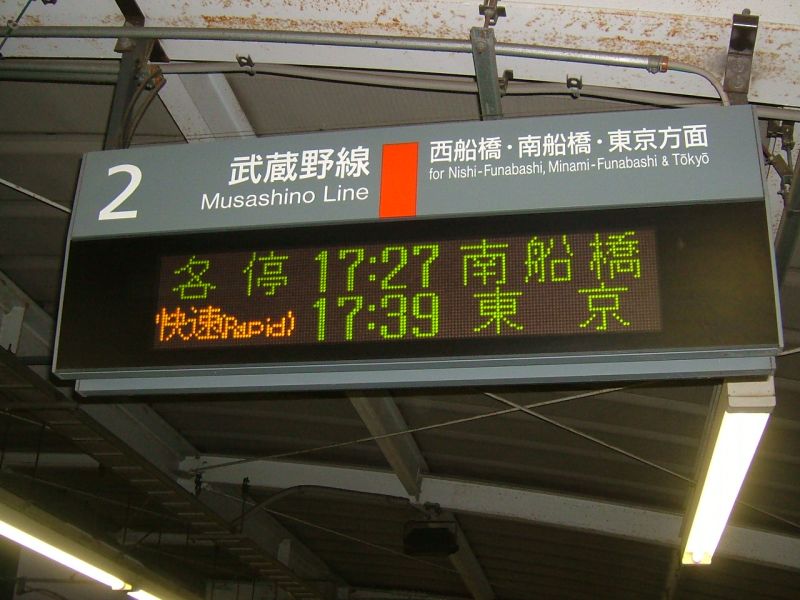 2 武蔵野線 西船橋・南船橋・東京方面
Musashino Line for Nishi-Funabashi, Minami-Funabashi & Tōkyō
各停 17:27 南船橋
快速(Rapid) 17:39 東京